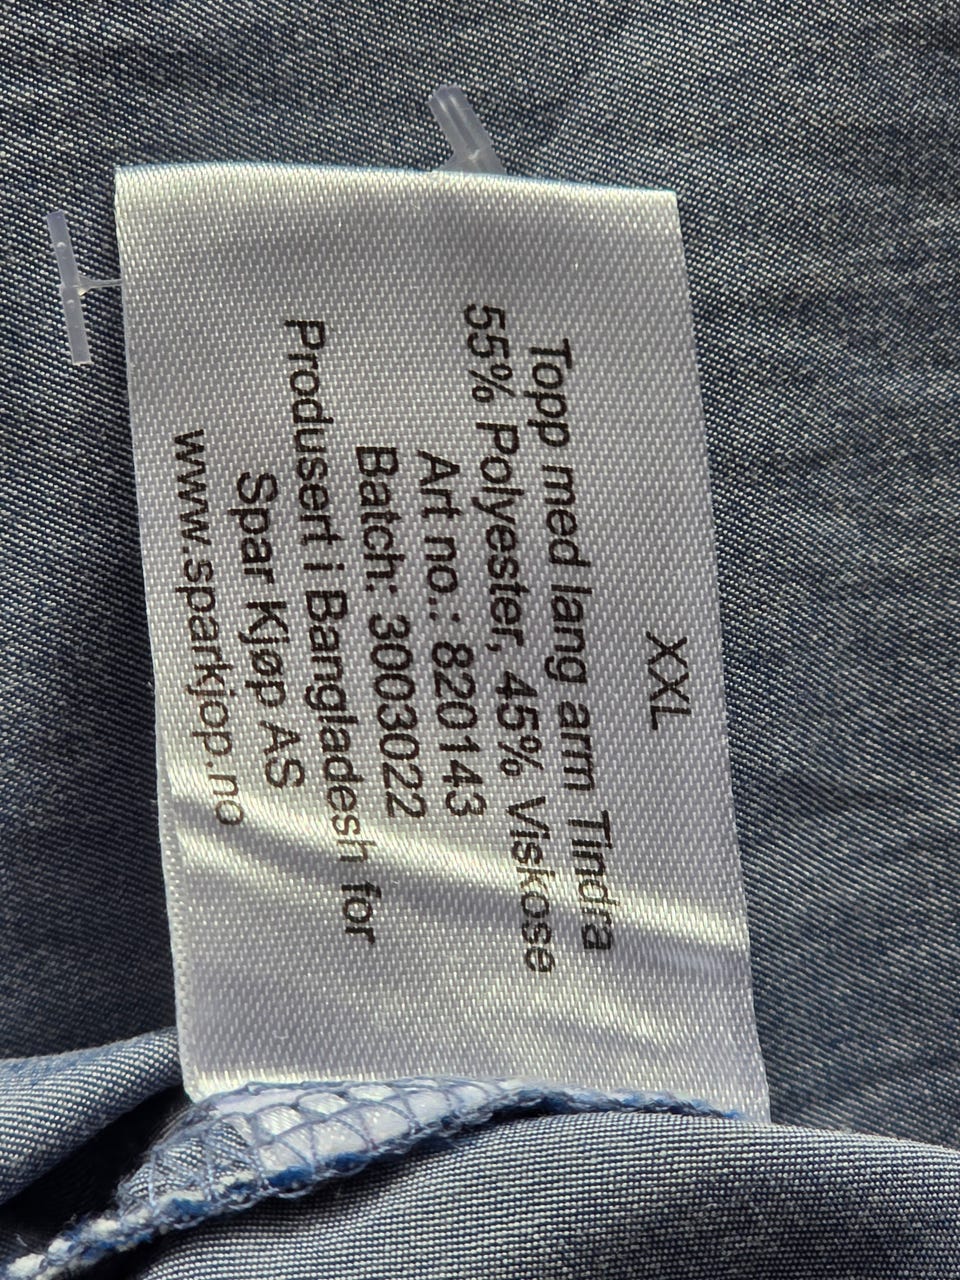 XXL
Topp med lang arm Tindra
55% Polyester, 45% Viskose
Art no.: 820143
Batch: 3003022
Produsert i Bangladesh for
Spar Kjøp AS
www.sparkjop.no